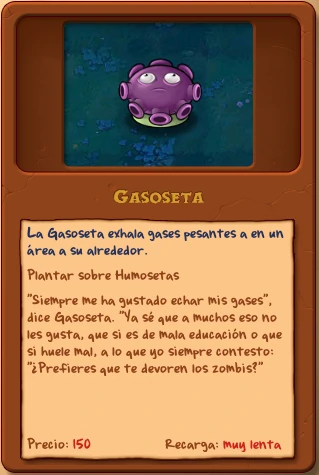 GASOSETA
La Gasoseta exhala gases pesantes a en un
área a su alrededor.
Plantar sobre Humosetas
"Siempre me ha gustado echar mis gases",
dice Gasoseta. "Ya sé que a muchos eso no
les gusta, que si es de mala educación o que
si huele mal, a lo que yo siempre contesto:
"¿Prefieres que te devoren los zombis?"
Precio: 150 Recarga: muy lenta